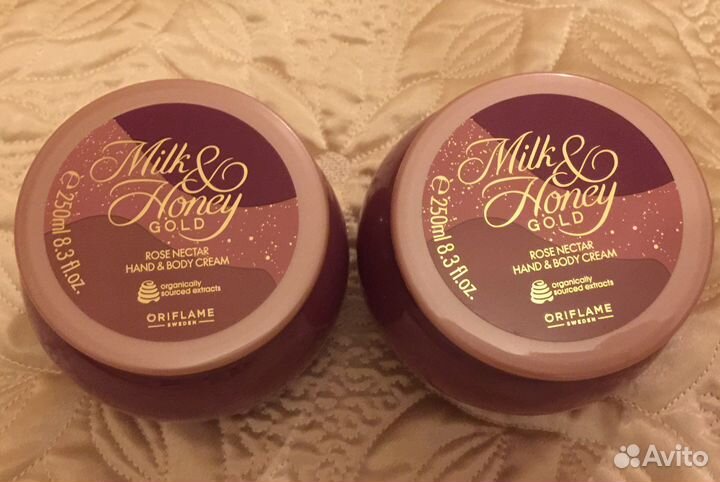 Milk &
Honey
GOLD
ROSE NECTAR
HAND & BODY CREAM
organically
sourced extracts
ORIFLAME
SWEDEN
℮ 250ml 8.3 fl.oz.
Milk &
Honey
GOLD
ROSE NECTAR
HAND & BODY CREAM
organically
sourced extracts
ORIFLAME
SWEDEN
℮ 250ml 8.3 fl.oz.
Avito